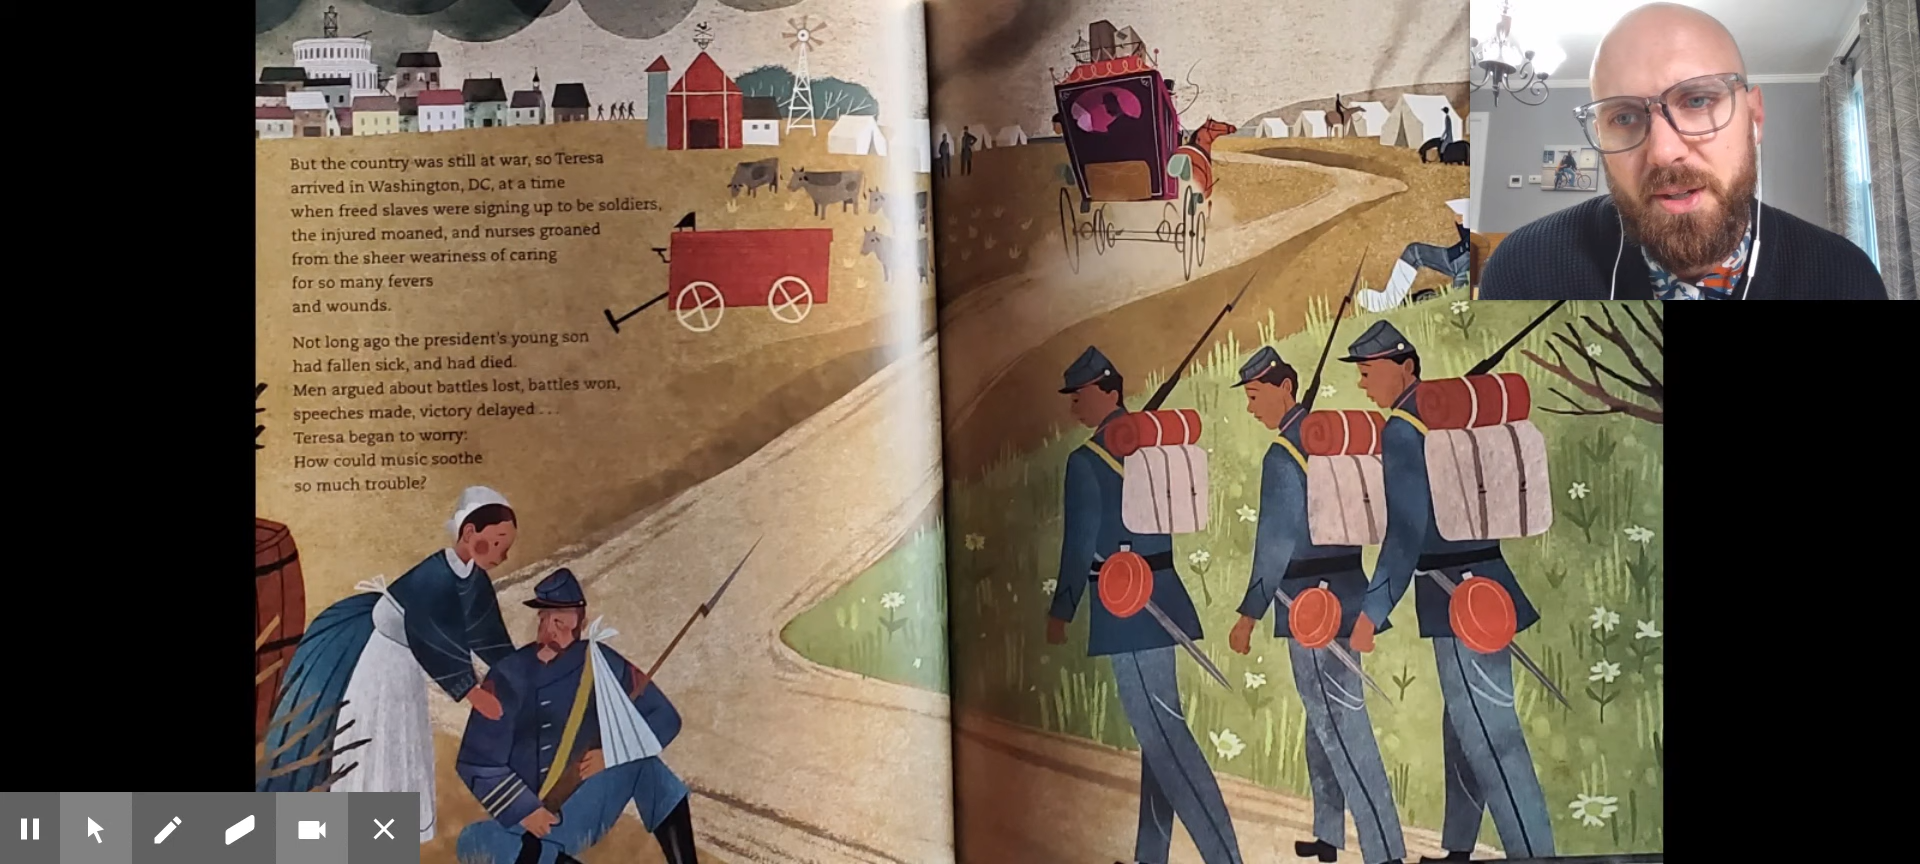 But the country was still at war, so Teresa
arrived in Washington, DC, at a time
when freed slaves were signing up to be soldiers,
the injured moaned, and nurses groaned
from the sheer weariness of caring
for so many fevers
and wounds.
Not long ago the president's young son
had fallen sick, and had died.
Men argued about battles lost, battles won,
speeches made, victory delayed . . .
Teresa began to worry:
How could music soothe
so much trouble?